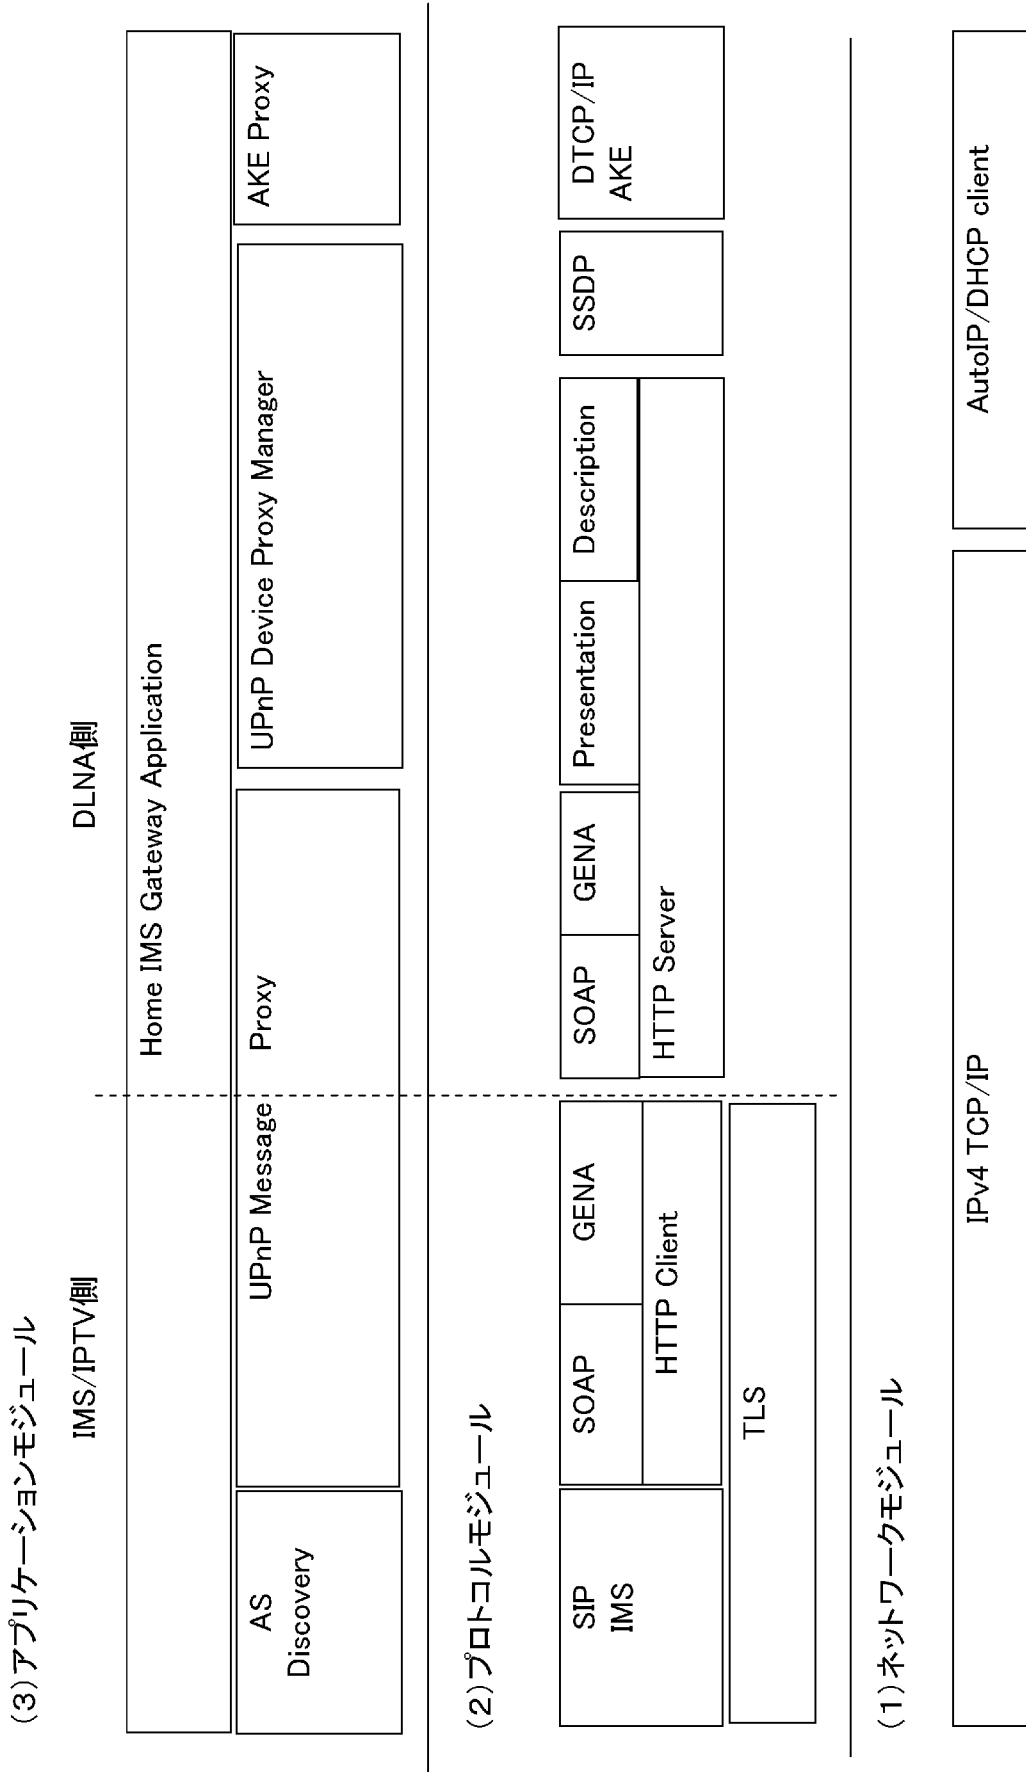 (3)アプリケーションモジュール
IMS/IPTV側
DLNA側
Home IMS Gateway Application
AS
Discovery
UPnP Message
Proxy
UPnP Device Proxy Manager
AKE Proxy
(2)プロトコルモジュール
SIP
IMS
SOAP
GENA
HTTP Client
TLS
SOAP
GENA
Presentation
Description
HTTP Server
SSDP
DTCP/IP
AKE
(1)ネットワークモジュール
IPv4 TCP/IP
AutoIP/DHCP client